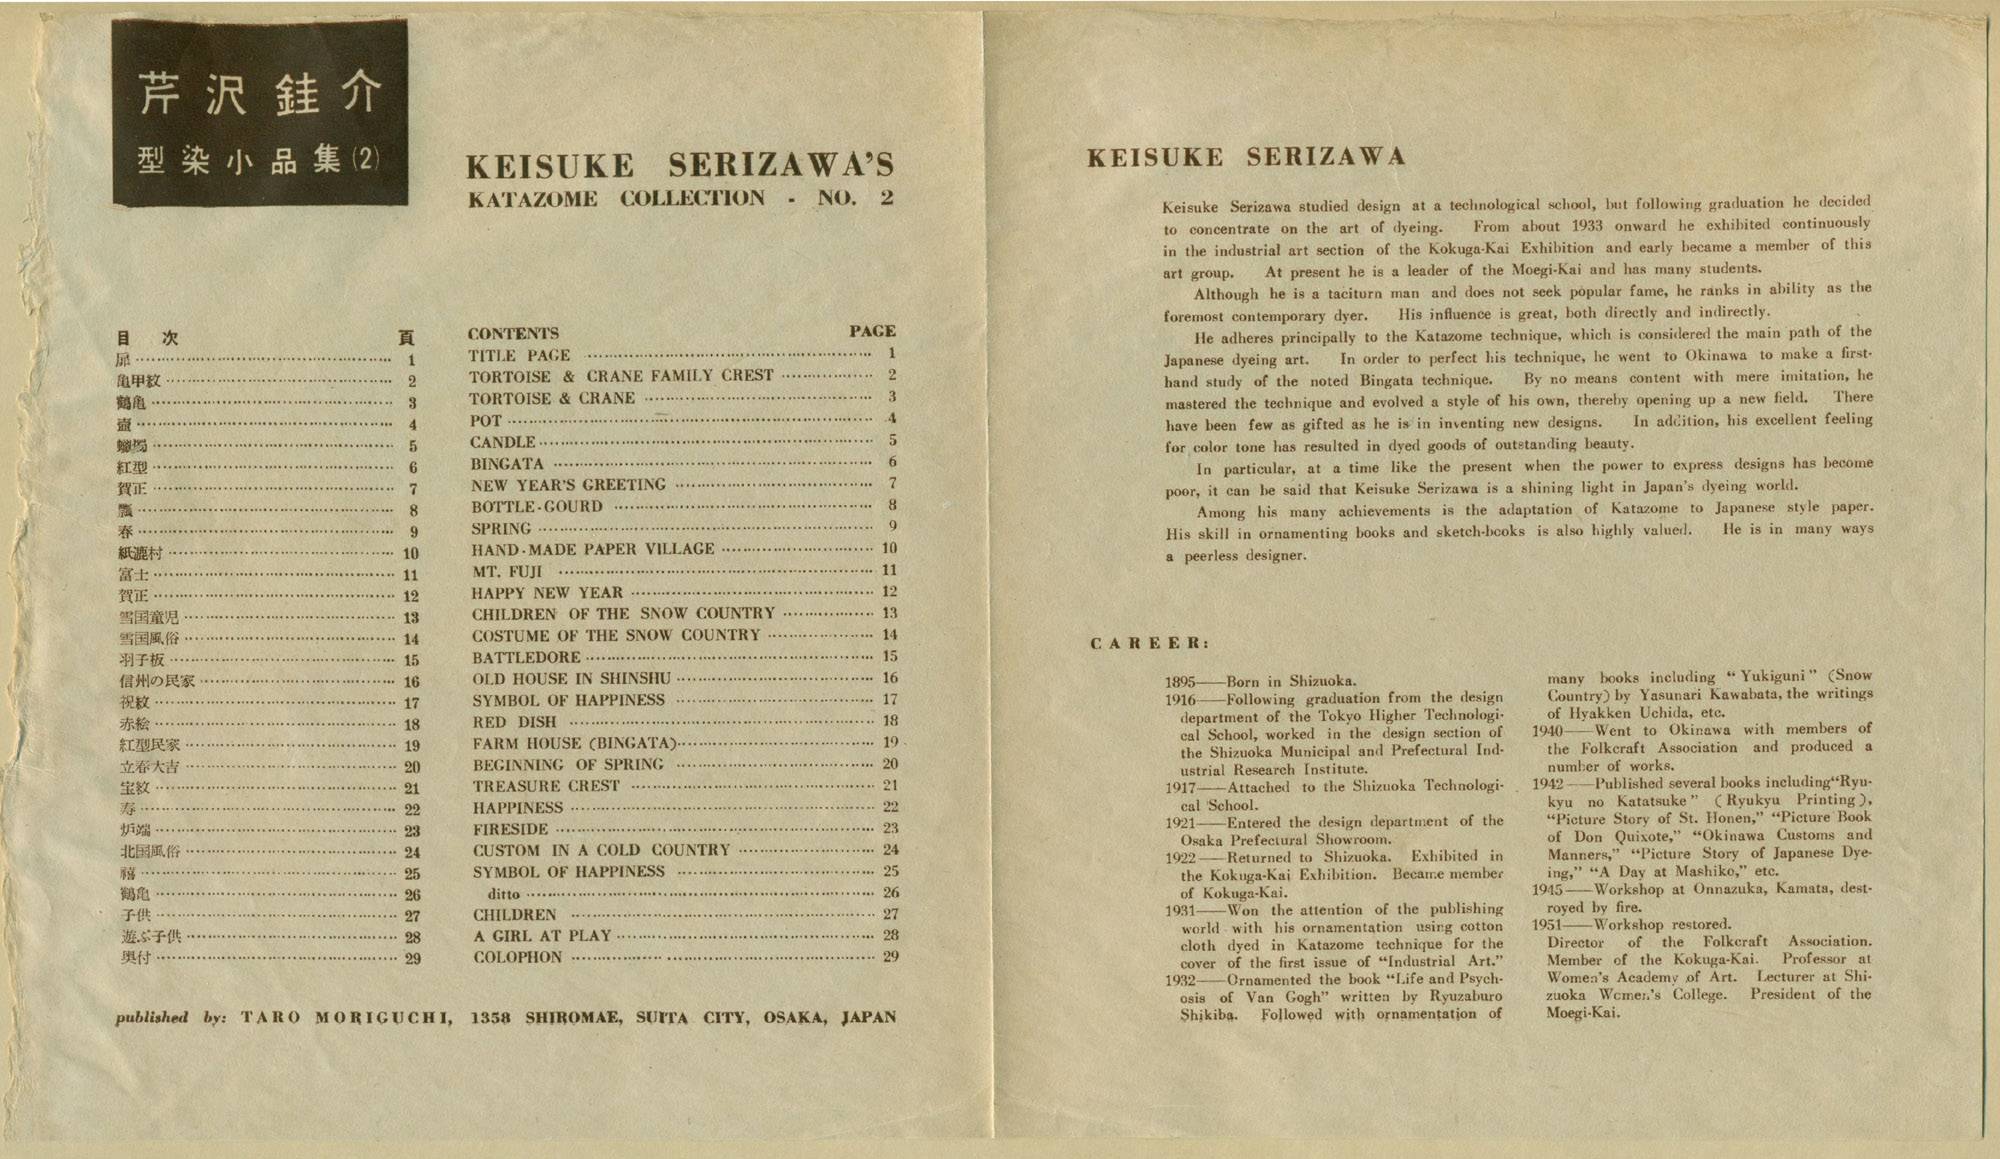 芹沢銈介
型染小品集(2)
KEISUKE SERIZAWA'S
KATAZOME COLLECTION - NO. 2
目 次 頁
扉 1
亀甲紋 2
鶴亀 3
壺 4
蠟燭 5
紅型 6
賀正 7
瓢 8
春 9
紙漉村 10
富士 11
賀正 12
雪国童児 13
雪国風俗 14
羽子板 15
信州の民家 16
祝紋 17
赤絵 18
紅型民家 19
立春大吉 20
宝紋 21
寿 22
炉端 23
北国風俗 24
禧 25
鶴亀 26
子供 27
遊ぶ子供 28
奥付 29
CONTENTS PAGE
TITLE PAGE 1
TORTOISE & CRANE FAMILY CREST 2
TORTOISE & CRANE 3
POT 4
CANDLE 5
BINGATA 6
NEW YEAR'S GREETING 7
BOTTLE-GOURD 8
SPRING 9
HAND-MADE PAPER VILLAGE 10
MT. FUJI 11
HAPPY NEW YEAR 12
CHILDREN OF THE SNOW COUNTRY 13
COSTUME OF THE SNOW COUNTRY 14
BATTLEDORE 15
OLD HOUSE IN SHINSHU 16
SYMBOL OF HAPPINESS 17
RED DISH 18
FARM HOUSE (BINGATA) 19
BEGINNING OF SPRING 20
TREASURE CREST 21
HAPPINESS 22
FIRESIDE 23
CUSTOM IN A COLD COUNTRY 24
SYMBOL OF HAPPINESS 25
ditto 26
CHILDREN 27
A GIRL AT PLAY 28
COLOPHON 29
published by: TARO MORIGUCHI, 1358 SHIROMAE, SUITA CITY, OSAKA, JAPAN
KEISUKE SERIZAWA
Keisuke Serizawa studied design at a technological school, but following graduation he decided
to concentrate on the art of dyeing. From about 1933 onward he exhibited continuously
in the industrial art section of the Kokuga-Kai Exhibition and early became a member of this
art group. At present he is a leader of the Moegi-Kai and has many students.
Although he is a taciturn man and does not seek popular fame, he ranks in ability as the
foremost contemporary dyer. His influence is great, both directly and indirectly.
He adheres principally to the Katazome technique, which is considered the main path of the
Japanese dyeing art. In order to perfect his technique, he went to Okinawa to make a first-
hand study of the noted Bingata technique. By no means content with mere imitation, he
mastered the technique and evolved a style of his own, thereby opening up a new field. There
have been few as gifted as he is in inventing new designs. In addition, his excellent feeling
for color tone has resulted in dyed goods of outstanding beauty.
In particular, at a time like the present when the power to express designs has become
poor, it can be said that Keisuke Serizawa is a shining light in Japan's dyeing world.
Among his many achievements is the adaptation of Katazome to Japanese style paper.
His skill in ornamenting books and sketch-books is also highly valued. He is in many ways
a peerless designer.
CAREER:
1895—Born in Shizuoka.
1916—Following graduation from the design
department of the Tokyo Higher Technologi-
cal School, worked in the design section of
the Shizuoka Municipal and Prefectural Ind-
ustrial Research Institute.
1917—Attached to the Shizuoka Technologi-
cal School.
1921—Entered the design department of the
Osaka Prefectural Showroom.
1922—Returned to Shizuoka. Exhibited in
the Kokuga-Kai Exhibition. Became member
of Kokuga-Kai.
1931—Won the attention of the publishing
world with his ornamentation using cotton
cloth dyed in Katazome technique for the
cover of the first issue of "Industrial Art."
1932—Ornamented the book "Life and Psych-
osis of Van Gogh" written by Ryuzaburo
Shikiba. Followed with ornamentation of
many books including "Yukiguni" (Snow
Country) by Yasunari Kawabata, the writings
of Hyakken Uchida, etc.
1940—Went to Okinawa with members of
the Folkcraft Association and produced a
number of works.
1942—Published several books including "Ryu-
kyu no Katatsuke" (Ryukyu Printing),
"Picture Story of St. Honen," "Picture Book
of Don Quixote," "Okinawa Customs and
Manners," "Picture Story of Japanese Dye-
ing," "A Day at Mashiko," etc.
1945—Workshop at Onnazuka, Kamata, dest-
royed by fire.
1951—Workshop restored.
Director of the Folkcraft Association.
Member of the Kokuga-Kai. Professor at
Women's Academy of Art. Lecturer at Shi-
zuoka Women's College. President of the
Moegi-Kai.